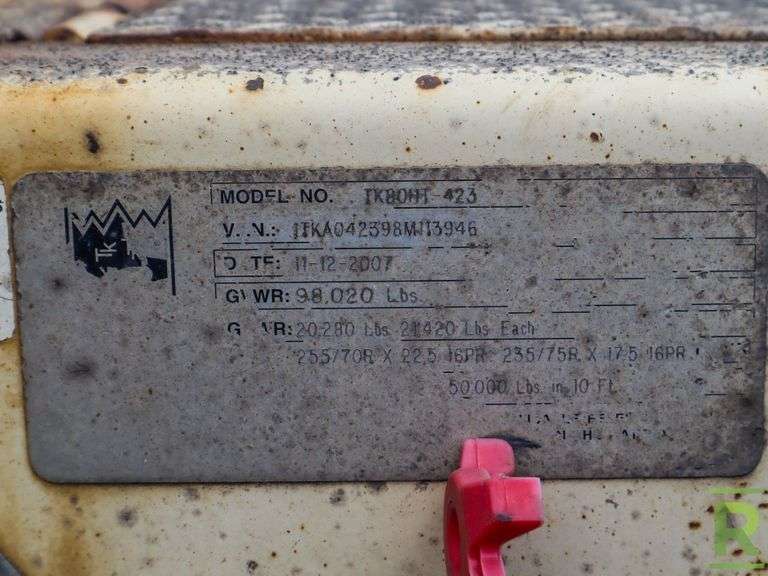 TK
MODEL NO. TK80HT-423
V.I.N.:
DATE: 11-12-2007
GVWR: 98,020 Lbs.
GAWR: 20,280 Lbs. 21,420 Lbs Each
255/70R X 22.5 16PR; 235/75R X 17.5 16PR
50,000 Lbs in 10 Ft.
R